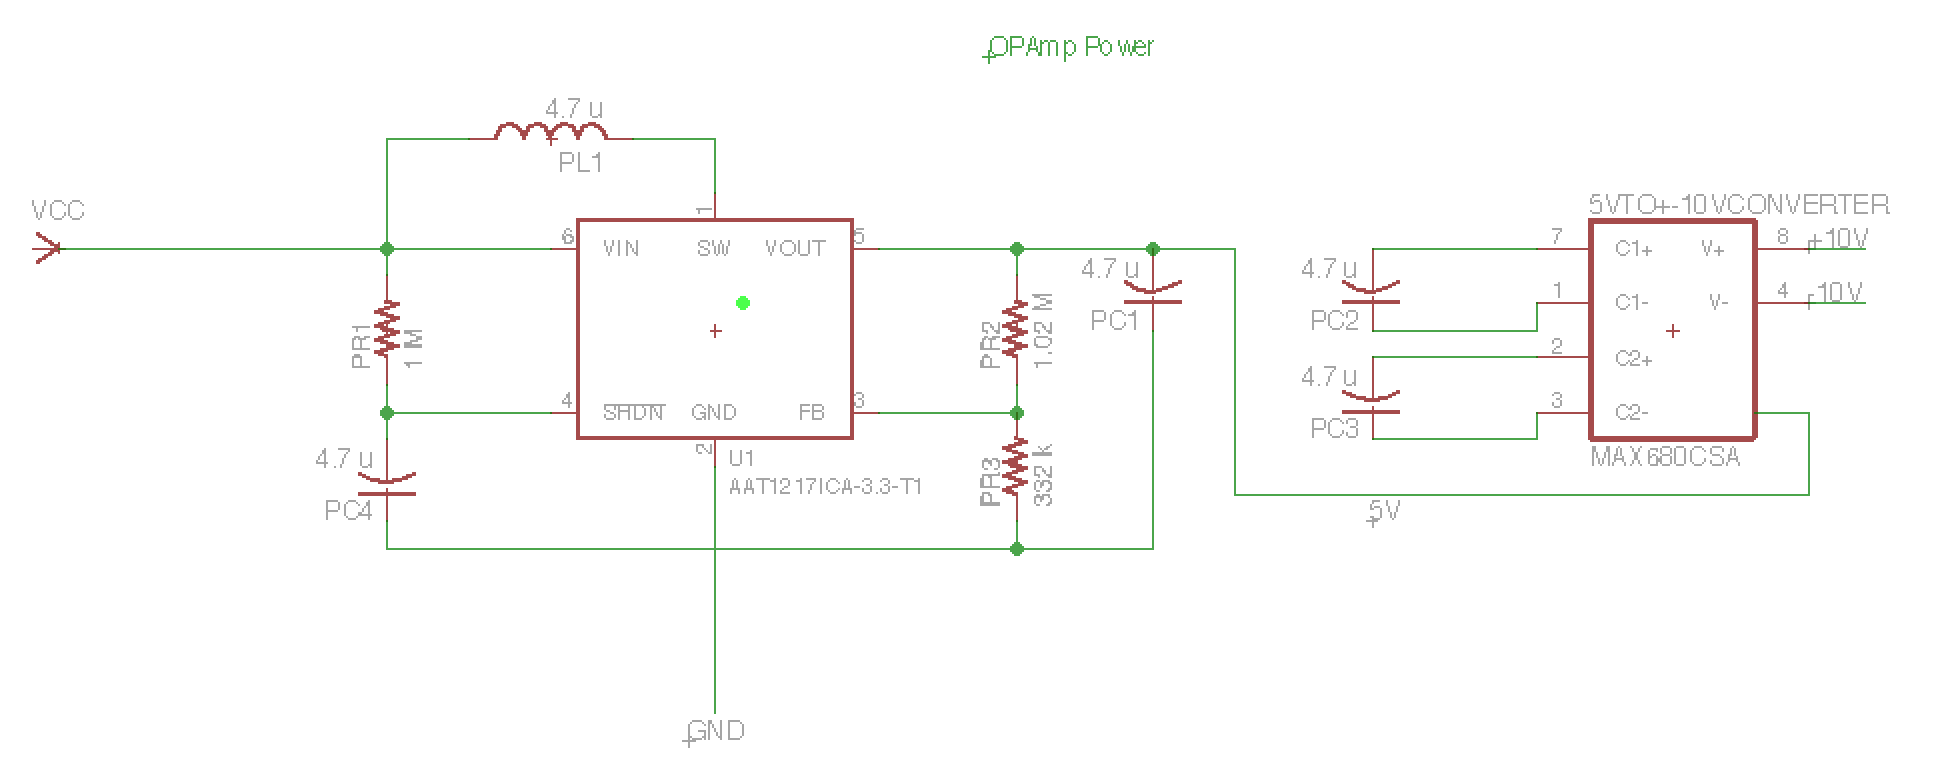 OPAmp Power
4.7 u
PL1
VCC
6
VIN
1
SW
VOUT
5
PR1
1 M
4
SHDN
GND
FB
3
2
U1
AAT1217ICA-3.3-T1
4.7 u
PC4
PR2
1.02 M
PR3
332 k
4.7 u
PC1
GND
5VTO+-10VCONVERTER
4.7 u
PC2
4.7 u
PC3
7
C1+
V+
8
+10V
1
C1-
V-
4
-10V
2
C2+
3
C2-
MAX680CSA
5V